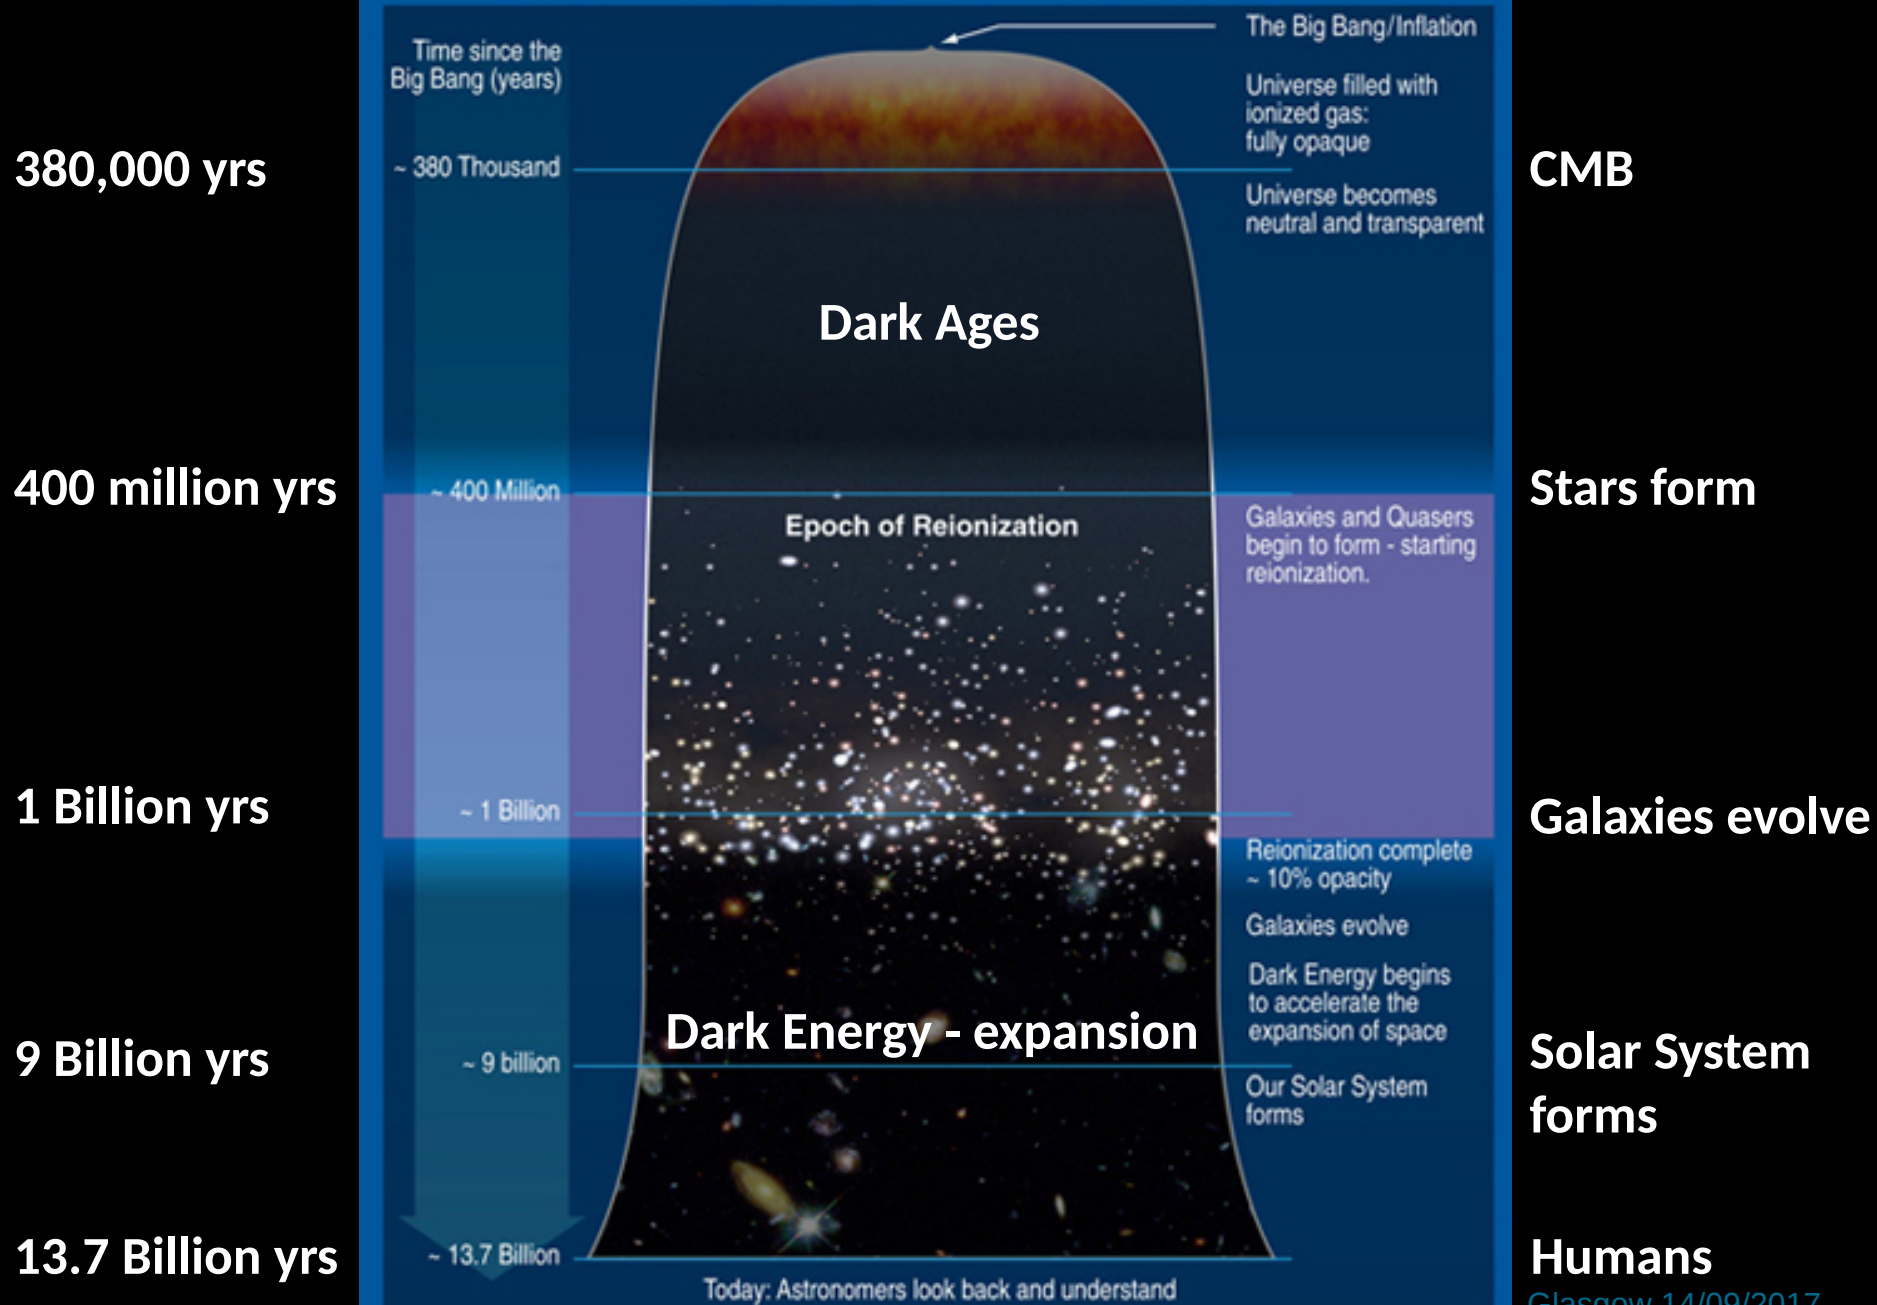 The Big Bang/Inflation
Time since the
Big Bang (years)
Universe filled with
ionized gas:
fully opaque
380,000 yrs
~ 380 Thousand
CMB
Universe becomes
neutral and transparent
Dark Ages
400 million yrs
~ 400 Million
Stars form
Epoch of Reionization
Galaxies and Quasers
begin to form - starting
reionization.
1 Billion yrs
~ 1 Billion
Galaxies evolve
Reionization complete
~ 10% opacity
Galaxies evolve
Dark Energy begins
to accelerate the
expansion of space
Dark Energy - expansion
9 Billion yrs
~ 9 billion
Solar System
forms
Our Solar System
forms
13.7 Billion yrs
~ 13.7 Billion
Humans
Today: Astronomers look back and understand
Glasgow 14/09/2017